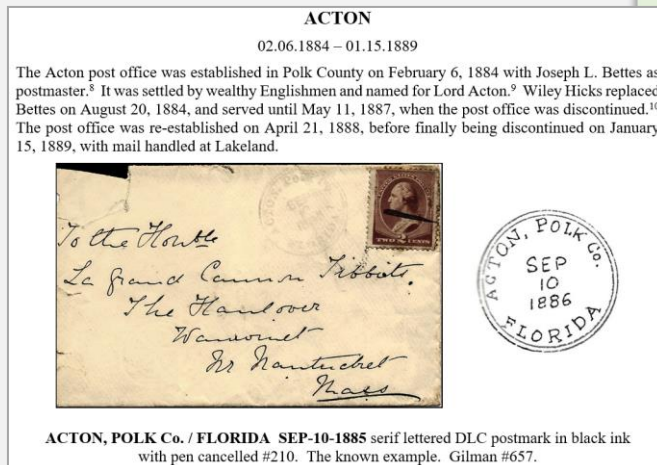 ACTON
02.06.1884 – 01.15.1889
The Acton post office was established in Polk County on February 6, 1884 with Joseph L. Bettes as
postmaster.⁸ It was settled by wealthy Englishmen and named for Lord Acton.⁹ Wiley Hicks replaced
Bettes on August 20, 1884, and served until May 11, 1887, when the post office was discontinued.¹⁰
The post office was re-established on April 21, 1888, before finally being discontinued on January
15, 1889, with mail handled at Lakeland.
To the Honble
La Grand Cannon Tibbits.
The
Nr Nantucket
Mass
TWO CENTS
ACTON, POLK Co.
SEP
10
1886
FLORIDA
ACTON, POLK Co. / FLORIDA SEP-10-1885 serif lettered DLC postmark in black ink
with pen cancelled #210. The known example. Gilman #657.